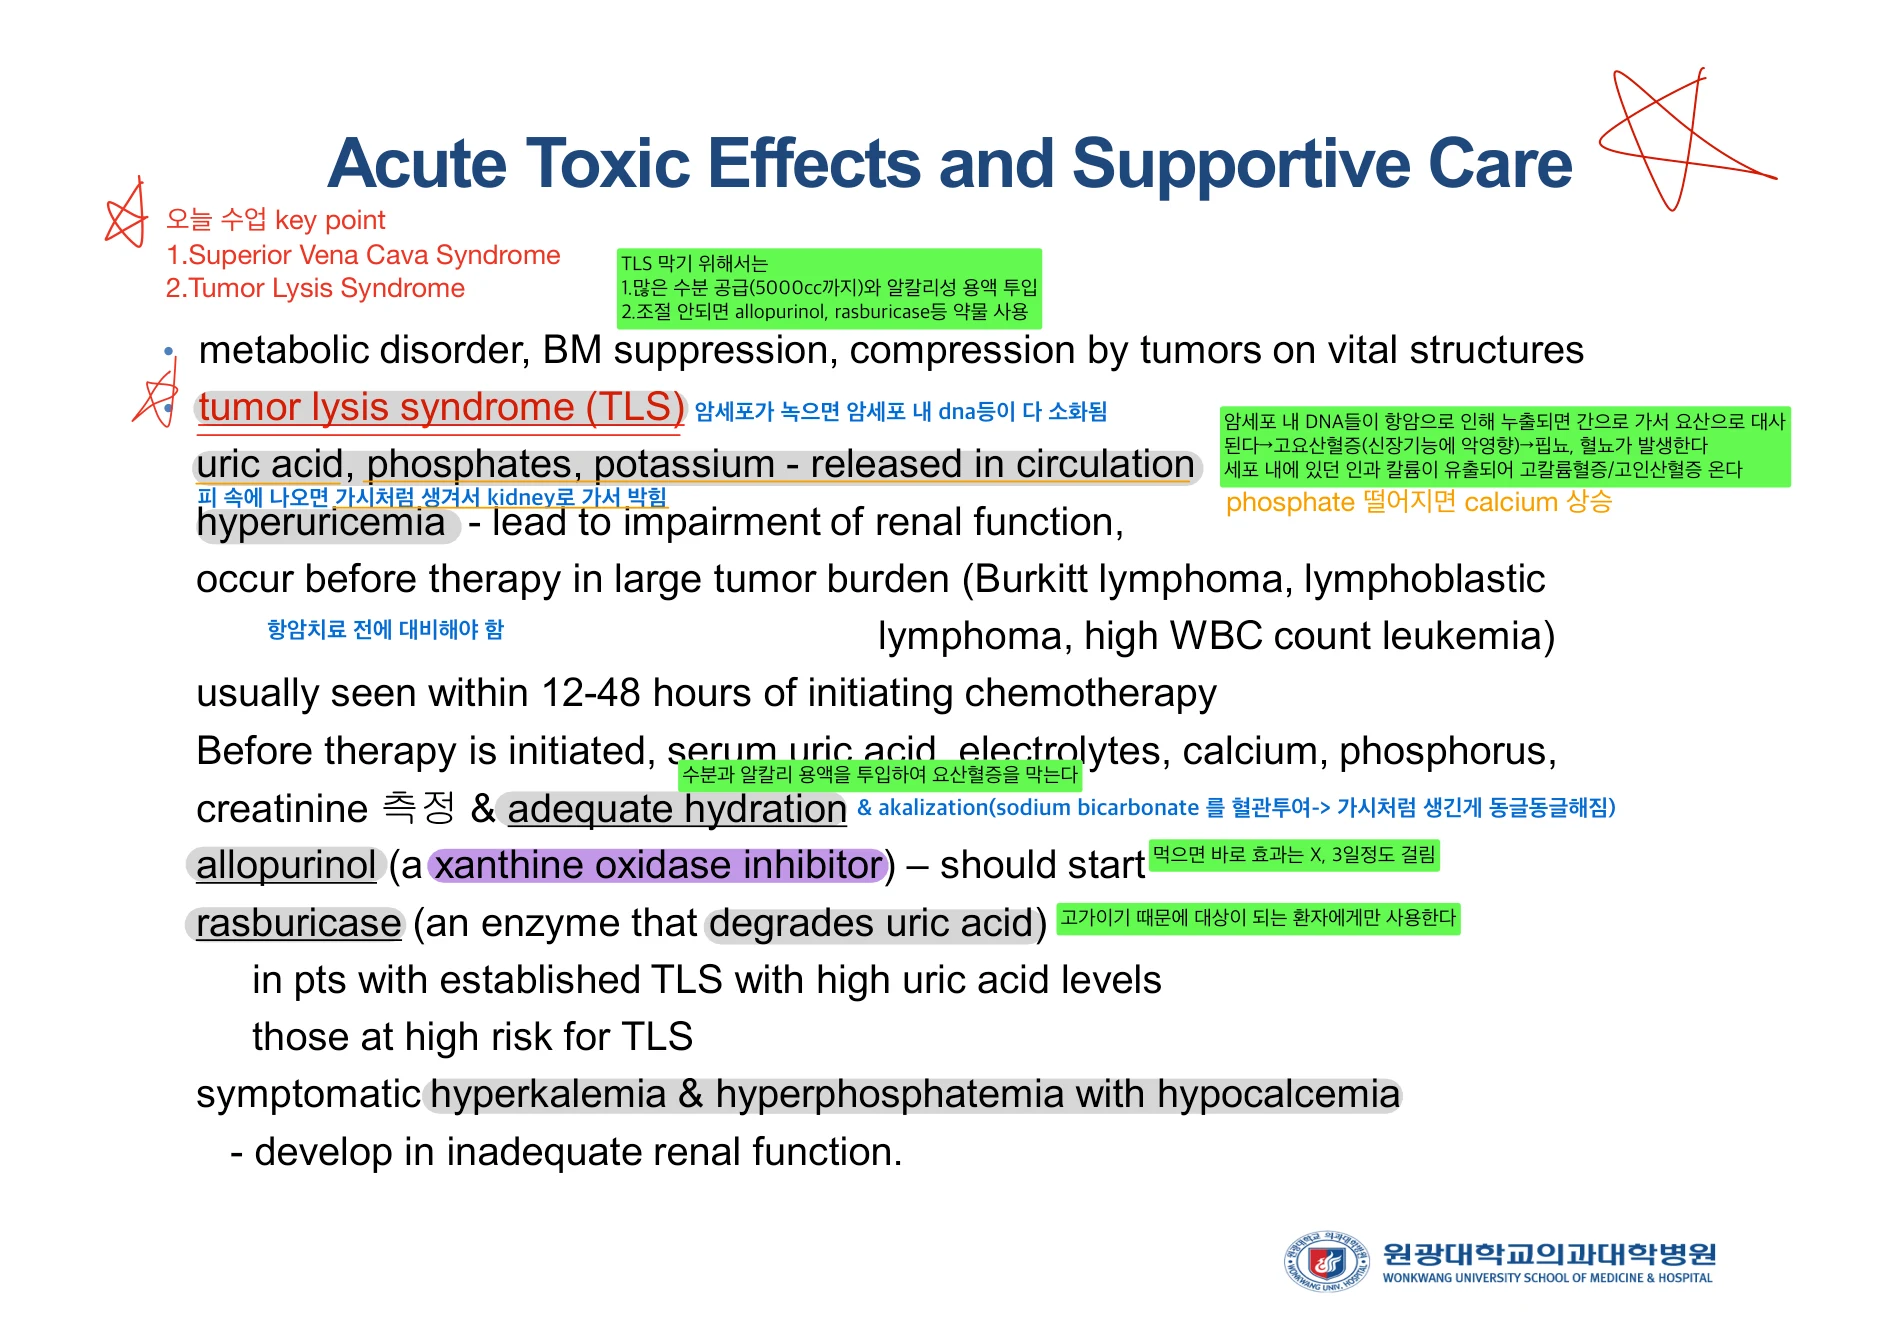 Acute Toxic Effects and Supportive Care
오늘 수업 key point
1.Superior Vena Cava Syndrome
2.Tumor Lysis Syndrome
TLS 막기 위해서는
1.많은 수분 공급(5000cc까지)와 알칼리성 용액 투입
2.조절 안되면 allopurinol, rasburicase등 약물 사용
• metabolic disorder, BM suppression, compression by tumors on vital structures
• tumor lysis syndrome (TLS) 암세포가 녹으면 암세포 내 dna등이 다 소화됨
암세포 내 DNA들이 항암으로 인해 누출되면 간으로 가서 요산으로 대사
된다→고요산혈증(신장기능에 악영향)→핍뇨, 혈뇨가 발생한다
세포 내에 있던 인과 칼륨이 유출되어 고칼륨혈증/고인산혈증 온다
uric acid, phosphates, potassium - released in circulation
피 속에 나오면 가시처럼 생겨서 kidney로 가서 박힘
phosphate 떨어지면 calcium 상승
hyperuricemia - lead to impairment of renal function,
occur before therapy in large tumor burden (Burkitt lymphoma, lymphoblastic
항암치료 전에 대비해야 함
lymphoma, high WBC count leukemia)
usually seen within 12-48 hours of initiating chemotherapy
Before therapy is initiated, serum uric acid, electrolytes, calcium, phosphorus,
수분과 알칼리 용액을 투입하여 요산혈증을 막는다
creatinine 측정 & adequate hydration & akalization(sodium bicarbonate 를 혈관투여-> 가시처럼 생긴게 동글동글해짐)
allopurinol (a xanthine oxidase inhibitor) – should start 먹으면 바로 효과는 X, 3일정도 걸림
rasburicase (an enzyme that degrades uric acid) 고가이기 때문에 대상이 되는 환자에게만 사용한다
in pts with established TLS with high uric acid levels
those at high risk for TLS
symptomatic hyperkalemia & hyperphosphatemia with hypocalcemia
- develop in inadequate renal function.
원광대학교의과대학병원
WONKWANG UNIVERSITY SCHOOL OF MEDICINE & HOSPITAL
원광대학교 의과대학병원
WONKWANG UNIV. HOSPITAL